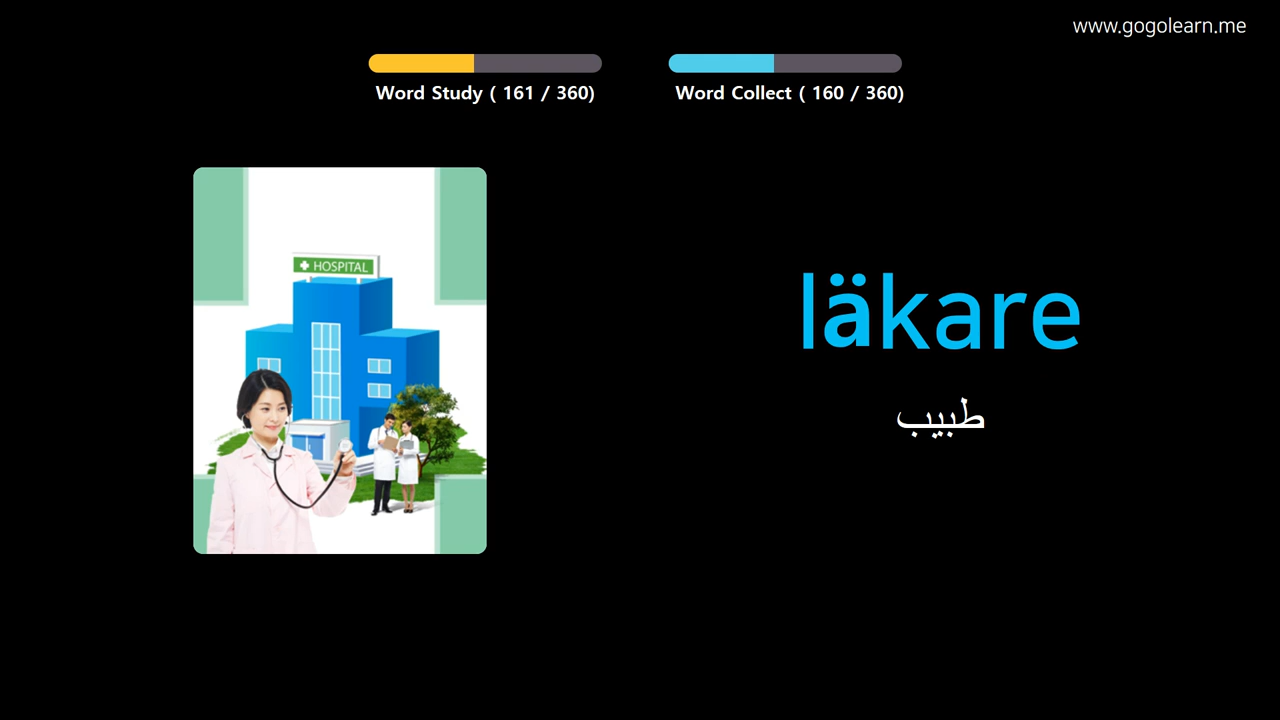 www.gogolearn.me
Word Study ( 161 / 360)
Word Collect ( 160 / 360)
HOSPITAL
läkare
طبيب